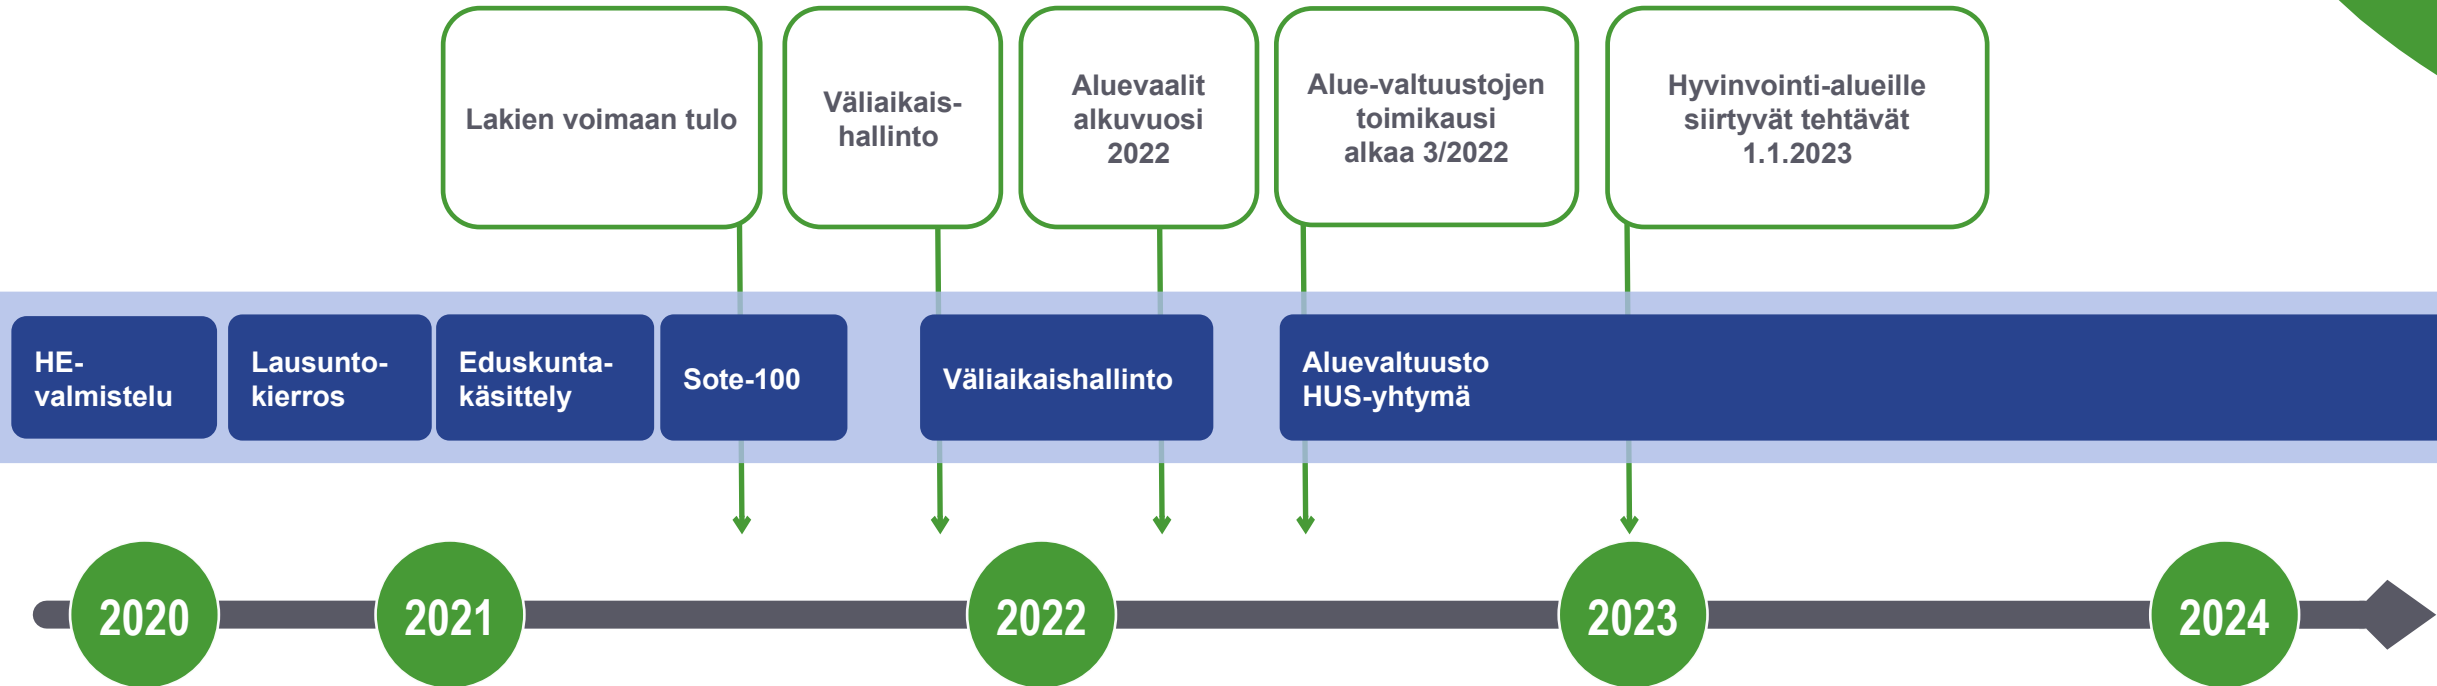 Lakien voimaan tulo
Väliaikais-
hallinto
Aluevaalit
alkuvuosi
2022
Alue-valtuustojen
toimikausi
alkaa 3/2022
Hyvinvointi-alueille
siirtyvät tehtävät
1.1.2023
HE-
valmistelu
Lausunto-
kierros
Eduskunta-
käsittely
Sote-100
Väliaikaishallinto
Aluevaltuusto
HUS-yhtymä
2020
2021
2022
2023
2024